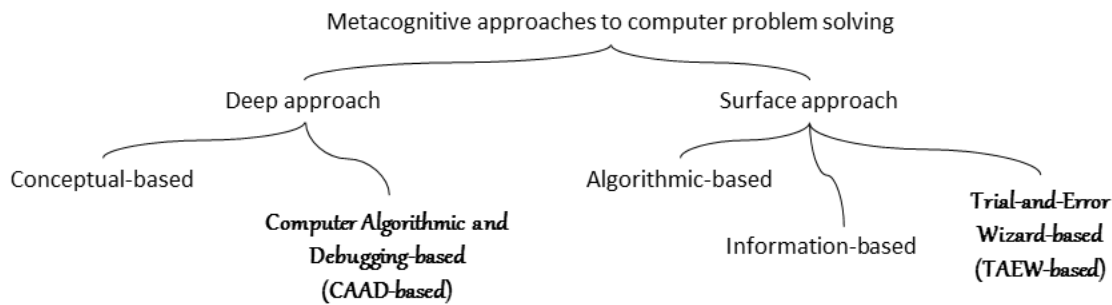 Metacognitive approaches to computer problem solving
Deep approach
Surface approach
Conceptual-based
Computer Algorithmic and
Debugging-based
(CAAD-based)
Algorithmic-based
Information-based
Trial-and-Error
Wizard-based
(TAEW-based)